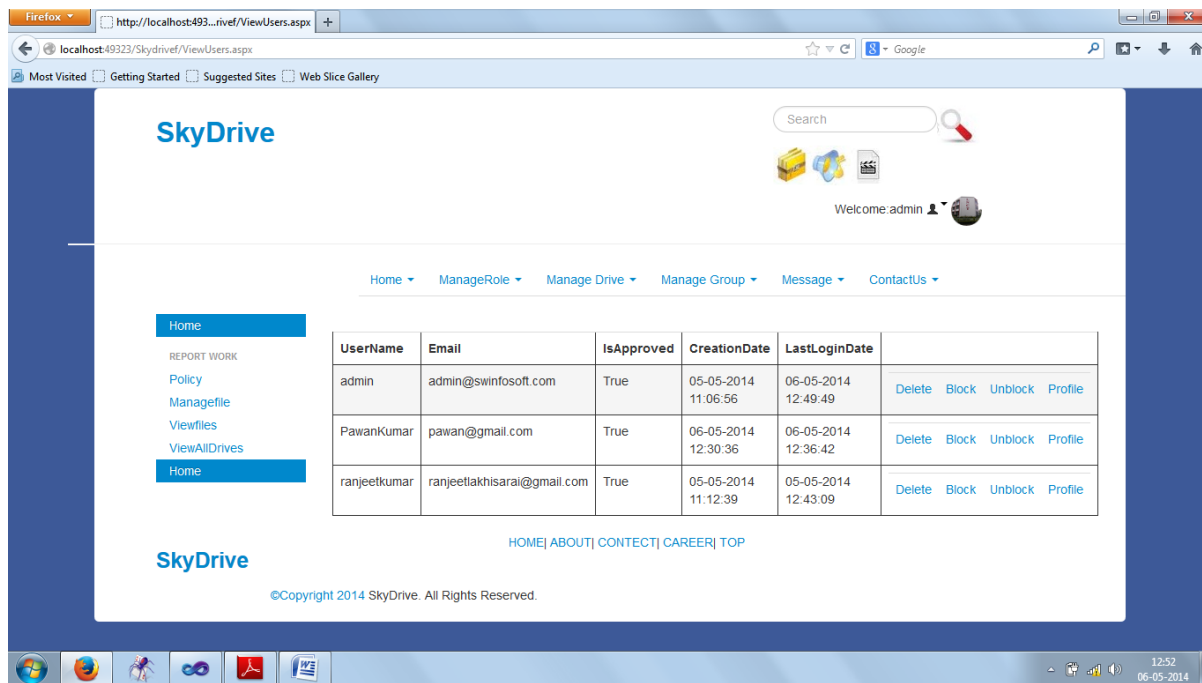 Firefox
http://localhost:493...rivef/ViewUsers.aspx
localhost:49323/Skydrivef/ViewUsers.aspx
Google
Most Visited Getting Started Suggested Sites Web Slice Gallery
SkyDrive
Search
Welcome:admin
Home ManageRole Manage Drive Manage Group Message ContactUs
Home
REPORT WORK
Policy
Managefile
Viewfiles
ViewAllDrives
Home
UserName Email IsApproved CreationDate LastLoginDate
admin admin@swinfosoft.com True 05-05-2014 11:06:56 06-05-2014 12:49:49 Delete Block Unblock Profile
PawanKumar pawan@gmail.com True 06-05-2014 12:30:36 06-05-2014 12:36:42 Delete Block Unblock Profile
ranjeetkumar ranjeetlakhisarai@gmail.com True 05-05-2014 11:12:39 05-05-2014 12:43:09 Delete Block Unblock Profile
HOME| ABOUT| CONTECT| CAREER| TOP
SkyDrive
©Copyright 2014 SkyDrive. All Rights Reserved.
12:52
06-05-2014